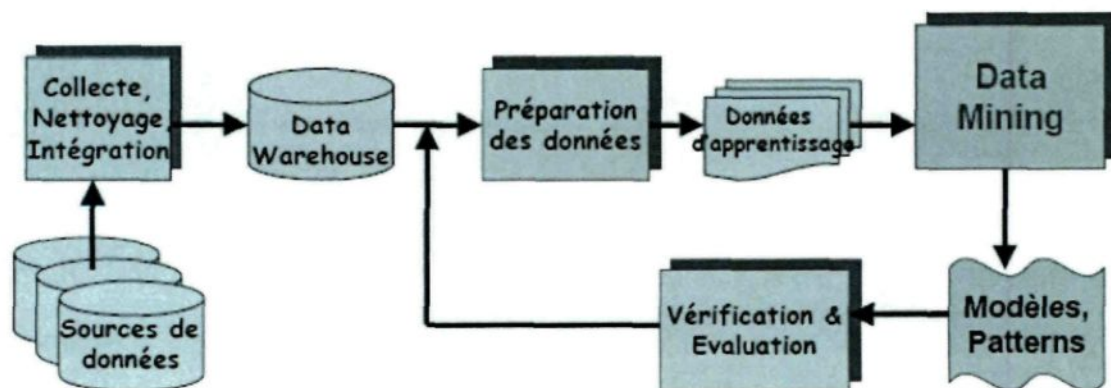 Collecte,
Nettoyage,
Intégration
Data
Warehouse
Préparation
des données
Données
d'apprentissage
Data
Mining
Sources de
données
Vérification &
Evaluation
Modèles,
Patterns